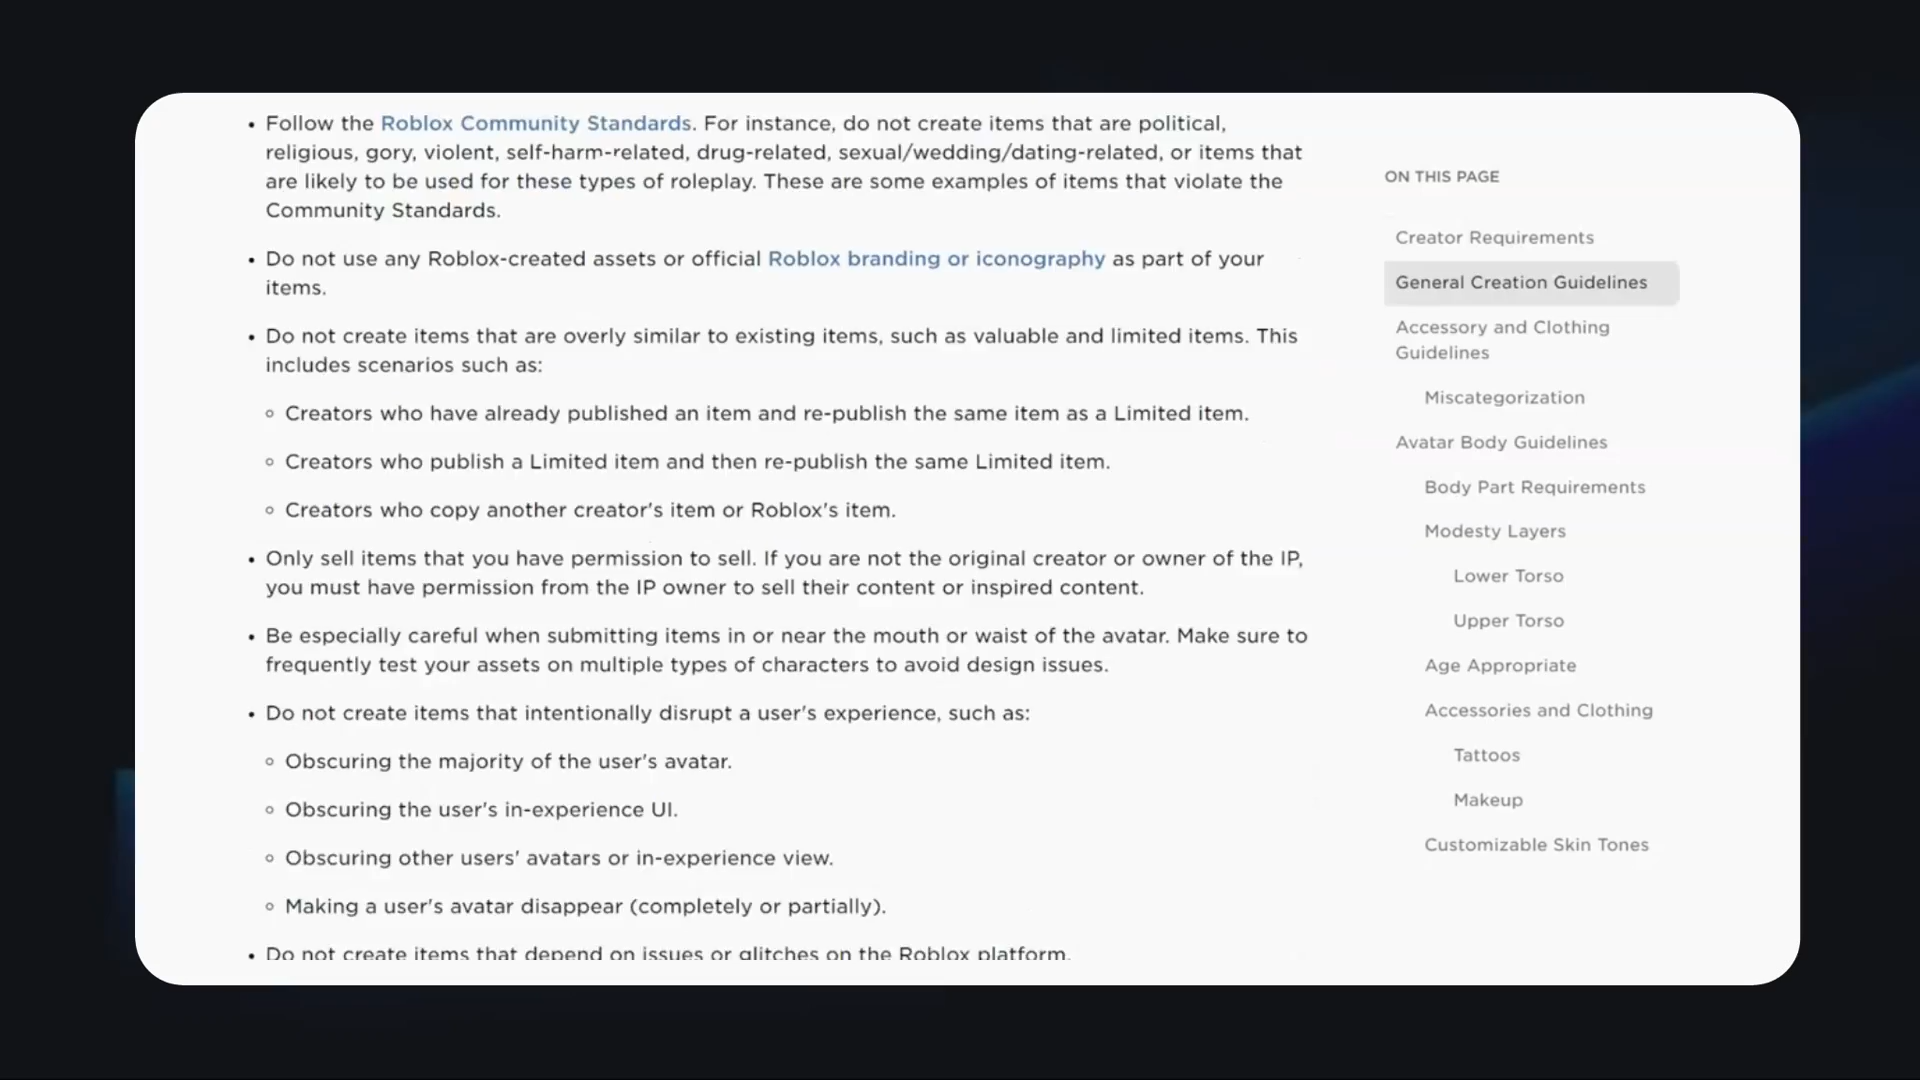 • Follow the Roblox Community Standards. For instance, do not create items that are political,
religious, gory, violent, self-harm-related, drug-related, sexual/wedding/dating-related, or items that
are likely to be used for these types of roleplay. These are some examples of items that violate the
Community Standards.
• Do not use any Roblox-created assets or official Roblox branding or iconography as part of your
items.
• Do not create items that are overly similar to existing items, such as valuable and limited items. This
includes scenarios such as:
◦ Creators who have already published an item and re-publish the same item as a Limited item.
◦ Creators who publish a Limited item and then re-publish the same Limited item.
◦ Creators who copy another creator's item or Roblox's item.
• Only sell items that you have permission to sell. If you are not the original creator or owner of the IP,
you must have permission from the IP owner to sell their content or inspired content.
• Be especially careful when submitting items in or near the mouth or waist of the avatar. Make sure to
frequently test your assets on multiple types of characters to avoid design issues.
• Do not create items that intentionally disrupt a user's experience, such as:
◦ Obscuring the majority of the user's avatar.
◦ Obscuring the user's in-experience UI.
◦ Obscuring other users' avatars or in-experience view.
◦ Making a user's avatar disappear (completely or partially).
• Do not create items that depend on issues or glitches on the Roblox platform.
ON THIS PAGE
Creator Requirements
General Creation Guidelines
Accessory and Clothing
Guidelines
Miscategorization
Avatar Body Guidelines
Body Part Requirements
Modesty Layers
Lower Torso
Upper Torso
Age Appropriate
Accessories and Clothing
Tattoos
Makeup
Customizable Skin Tones